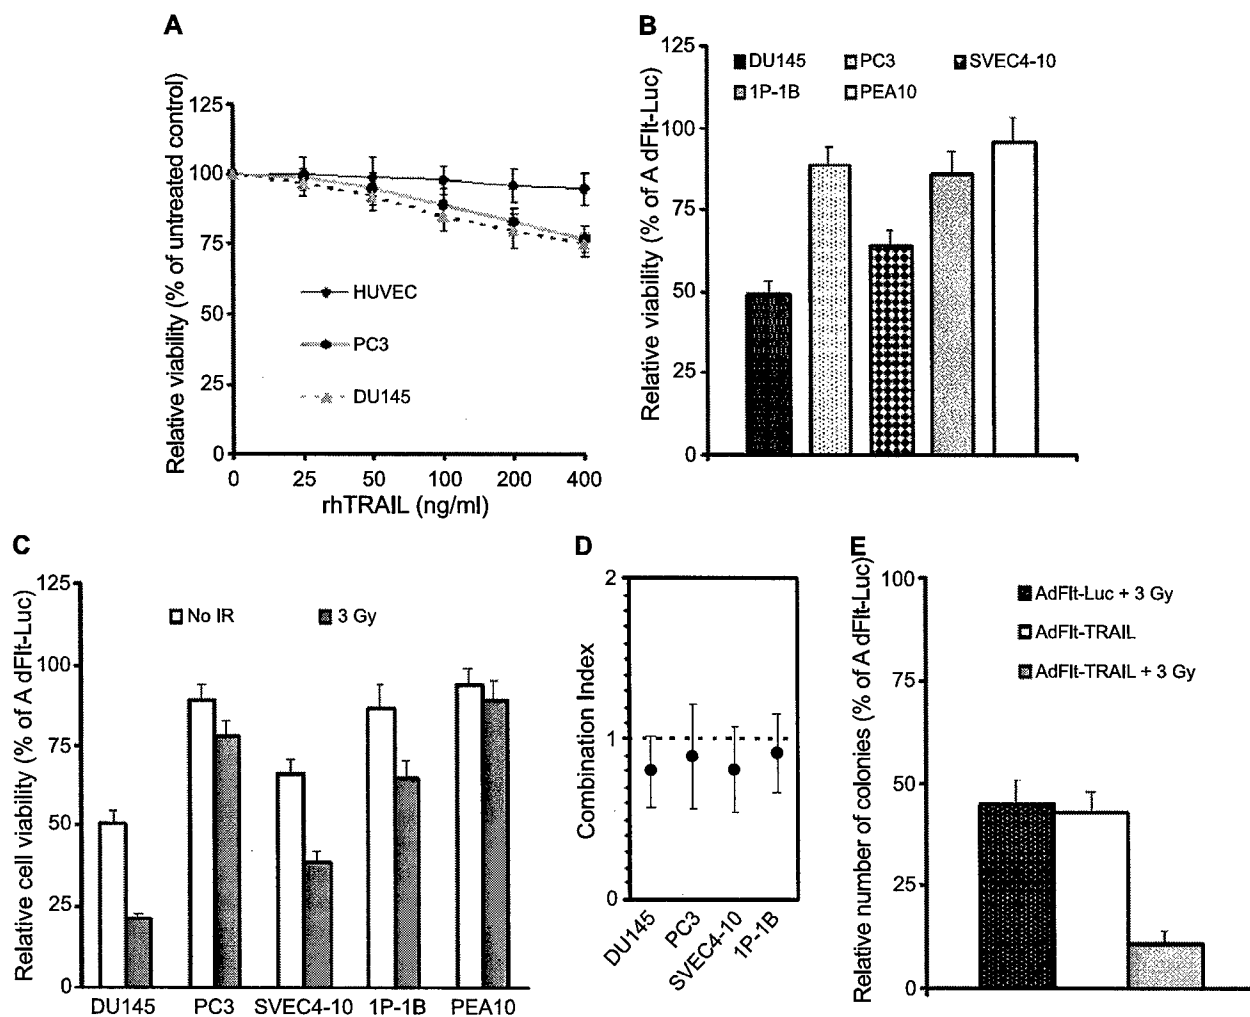 A
Relative viability (% of untreated control)
125
100
75
50
25
0
HUVEC
PC3
DU145
0 25 50 100 200 400
rhTRAIL (ng/ml)
B
Relative viability (% of A dFlt-Luc)
125
100
75
50
25
0
DU145 PC3 SVEC4-10
1P-1B PEA10
C
Relative cell viability (% of A dFlt-Luc)
125
100
75
50
25
0
No IR 3 Gy
DU145 PC3 SVEC4-10 1P-1B PEA10
D
Combination Index
2
1
0
DU145 PC3 SVEC4-10 1P-1B
E
Relative number of colonies (% of A dFlt-Luc)
100
75
50
25
0
AdFlt-Luc + 3 Gy
AdFlt-TRAIL
AdFlt-TRAIL + 3 Gy